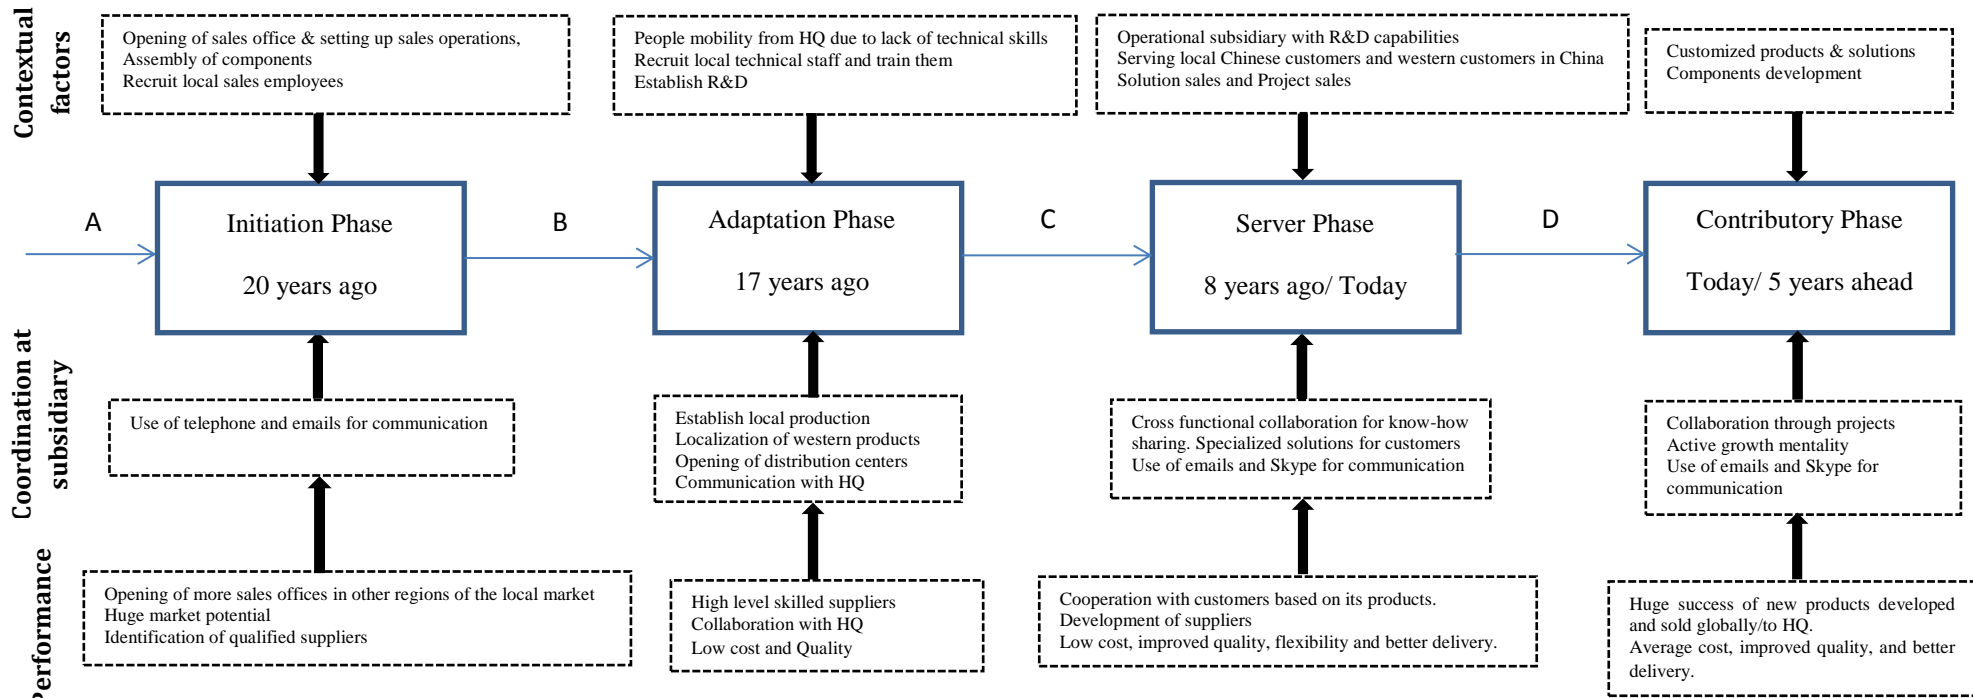 Contextual
factors
Opening of sales office & setting up sales operations,
Assembly of components
Recruit local sales employees
People mobility from HQ due to lack of technical skills
Recruit local technical staff and train them
Establish R&D
Operational subsidiary with R&D capabilities
Serving local Chinese customers and western customers in China
Solution sales and Project sales
Customized products & solutions
Components development
A
Initiation Phase
20 years ago
B
Adaptation Phase
17 years ago
C
Server Phase
8 years ago/ Today
D
Contributory Phase
Today/ 5 years ahead
Coordination at
subsidiary
Use of telephone and emails for communication
Establish local production
Localization of western products
Opening of distribution centers
Communication with HQ
Cross functional collaboration for know-how
sharing. Specialized solutions for customers
Use of emails and Skype for communication
Collaboration through projects
Active growth mentality
Use of emails and Skype for
communication
Performance
Opening of more sales offices in other regions of the local market
Huge market potential
Identification of qualified suppliers
High level skilled suppliers
Collaboration with HQ
Low cost and Quality
Cooperation with customers based on its products.
Development of suppliers
Low cost, improved quality, flexibility and better delivery.
Huge success of new products developed
and sold globally/to HQ.
Average cost, improved quality, and better
delivery.